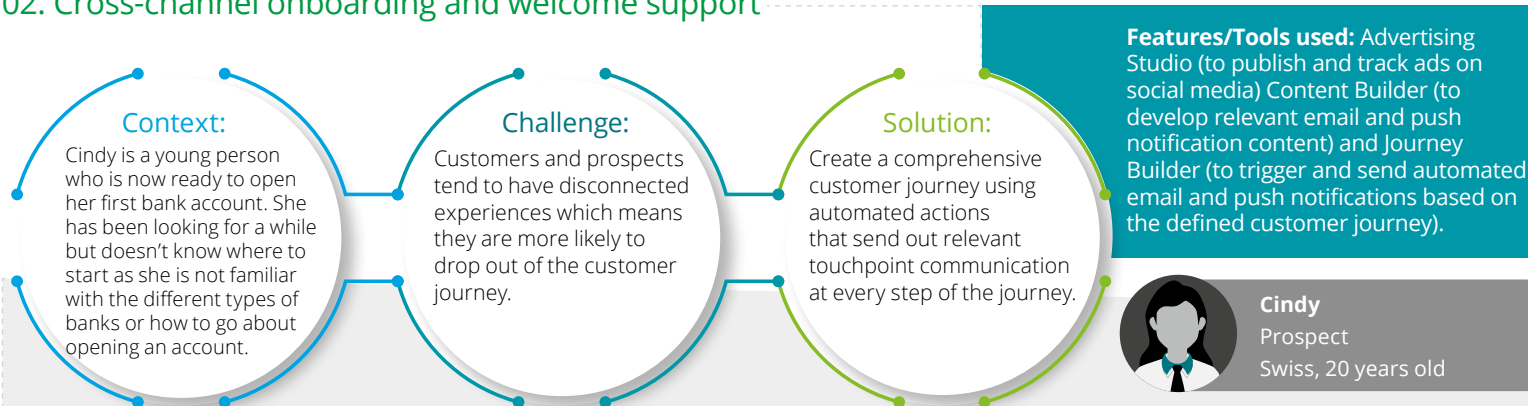 02. Cross-channel onboarding and welcome support
Context:
Cindy is a young person
who is now ready to open
her first bank account. She
has been looking for a while
but doesn’t know where to
start as she is not familiar
with the different types of
banks or how to go about
opening an account.
Challenge:
Customers and prospects
tend to have disconnected
experiences which means
they are more likely to
drop out of the customer
journey.
Solution:
Create a comprehensive
customer journey using
automated actions
that send out relevant
touchpoint communication
at every step of the journey.
Features/Tools used: Advertising
Studio (to publish and track ads on
social media) Content Builder (to
develop relevant email and push
notification content) and Journey
Builder (to trigger and send automated
email and push notifications based on
the defined customer journey).
Cindy
Prospect
Swiss, 20 years old